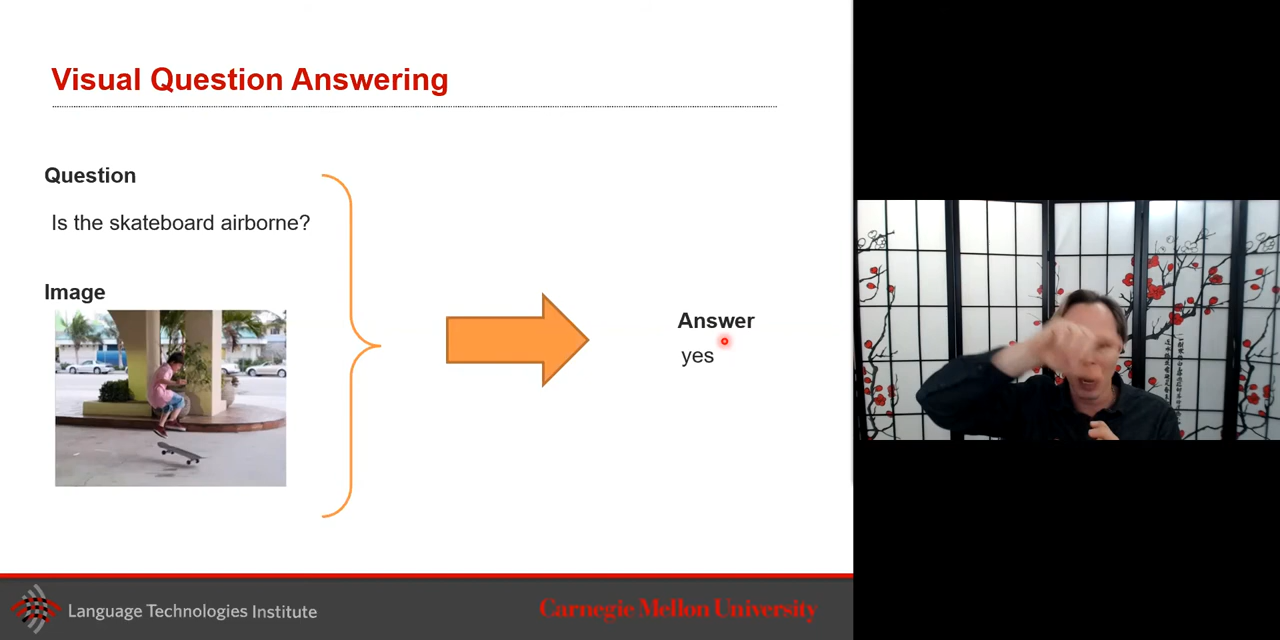 Visual Question Answering
Question
Is the skateboard airborne?
Image
Answer
yes
Language Technologies Institute
Carnegie Mellon University